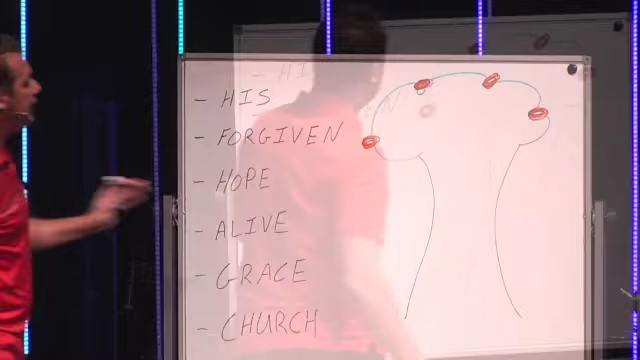 - HIS
- FORGIVEN
- HOPE
- ALIVE
- GRACE
- CHURCH